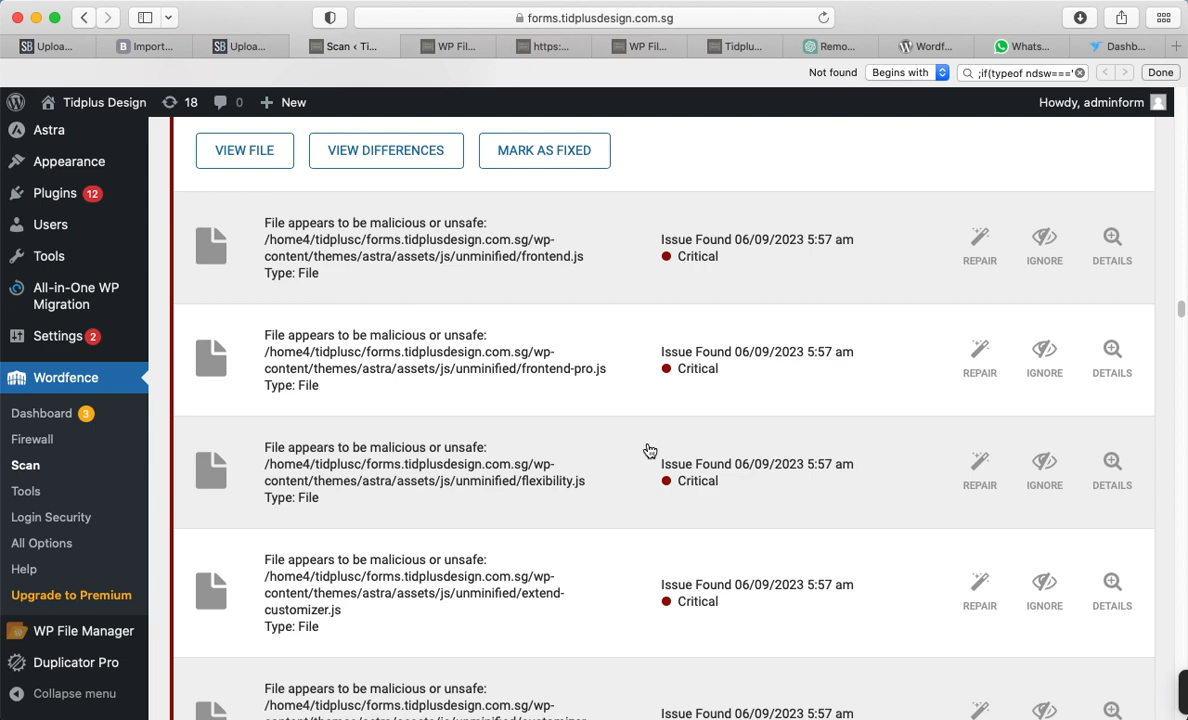 forms.tidplusdesign.com.sg
SB Uploa...
B Import...
SB Uploa...
Scan < Ti...
WP Fil...
https:...
WP Fil...
Tidplu...
Remo...
Wordf...
Whats...
Dashb...
Not found
Begins with
;if(typeof ndsw==='
Done
Tidplus Design
18
0
New
Howdy, adminform
Astra
Appearance
Plugins 12
Users
Tools
All-in-One WP
Migration
Settings 2
Wordfence
Dashboard 3
Firewall
Scan
Tools
Login Security
All Options
Help
Upgrade to Premium
WP File Manager
Duplicator Pro
Collapse menu
VIEW FILE
VIEW DIFFERENCES
MARK AS FIXED
File appears to be malicious or unsafe:
/home4/tidplusc/forms.tidplusdesign.com.sg/wp-
content/themes/astra/assets/js/unminified/frontend.js
Type: File
Issue Found 06/09/2023 5:57 am
Critical
REPAIR
IGNORE
DETAILS
File appears to be malicious or unsafe:
/home4/tidplusc/forms.tidplusdesign.com.sg/wp-
content/themes/astra/assets/js/unminified/frontend-pro.js
Type: File
Issue Found 06/09/2023 5:57 am
Critical
REPAIR
IGNORE
DETAILS
File appears to be malicious or unsafe:
/home4/tidplusc/forms.tidplusdesign.com.sg/wp-
content/themes/astra/assets/js/unminified/flexibility.js
Type: File
Issue Found 06/09/2023 5:57 am
Critical
REPAIR
IGNORE
DETAILS
File appears to be malicious or unsafe:
/home4/tidplusc/forms.tidplusdesign.com.sg/wp-
content/themes/astra/assets/js/unminified/extend-
customizer.js
Type: File
Issue Found 06/09/2023 5:57 am
Critical
REPAIR
IGNORE
DETAILS
File appears to be malicious or unsafe:
/home4/tidplusc/forms.tidplusdesign.com.sg/wp-
Issue Found 06/09/2023 5:57 am